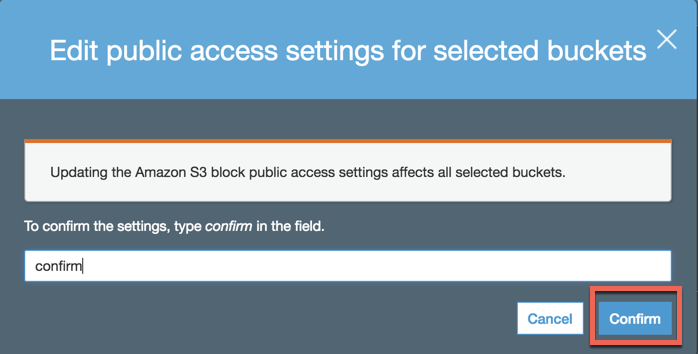 Edit public access settings for selected buckets
Updating the Amazon S3 block public access settings affects all selected buckets.
To confirm the settings, type confirm in the field.
confirm
Cancel Confirm